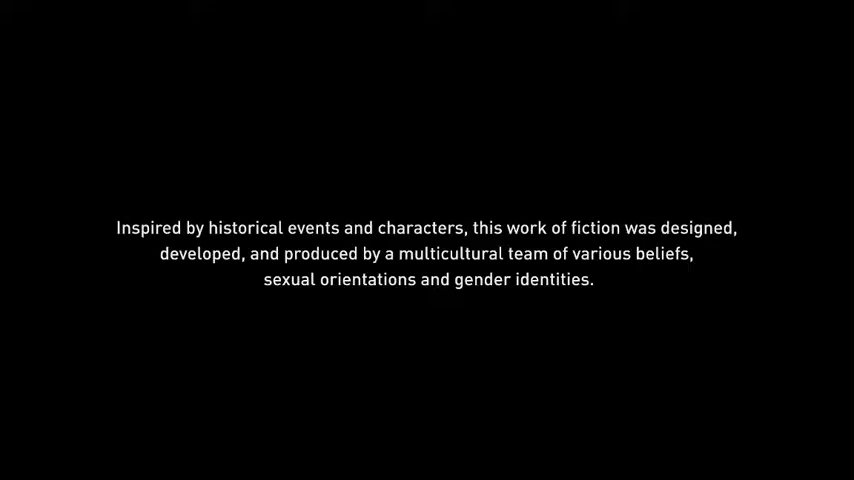 Inspired by historical events and characters, this work of fiction was designed,
developed, and produced by a multicultural team of various beliefs,
sexual orientations and gender identities.